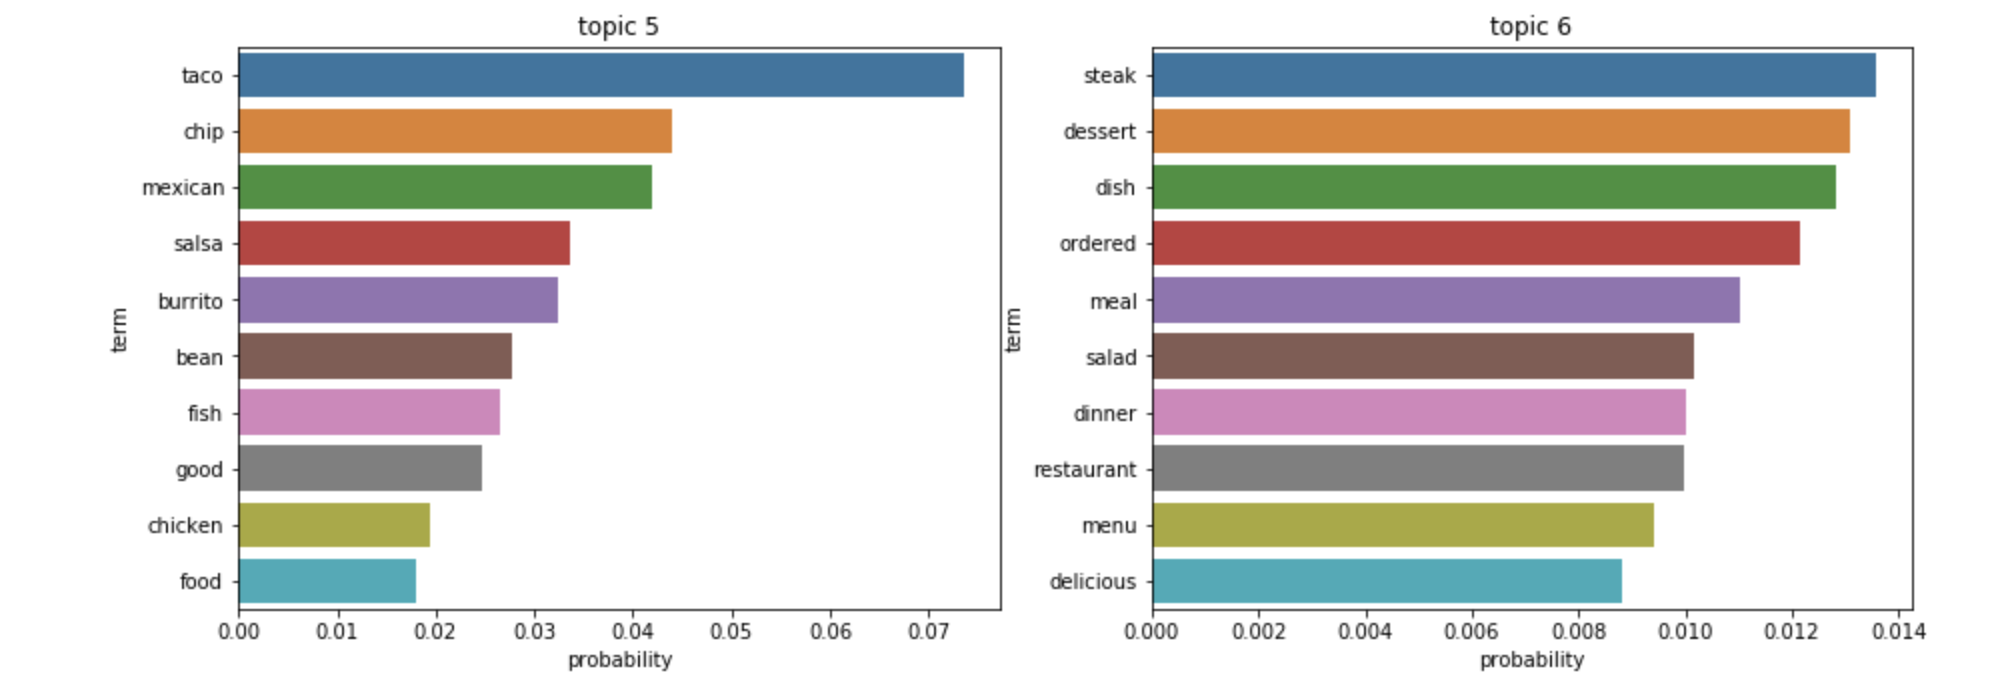 topic 5
term
taco
chip
mexican
salsa
burrito
bean
fish
good
chicken
food
0.00 0.01 0.02 0.03 0.04 0.05 0.06 0.07
probability
topic 6
term
steak
dessert
dish
ordered
meal
salad
dinner
restaurant
menu
delicious
0.000 0.002 0.004 0.006 0.008 0.010 0.012 0.014
probability